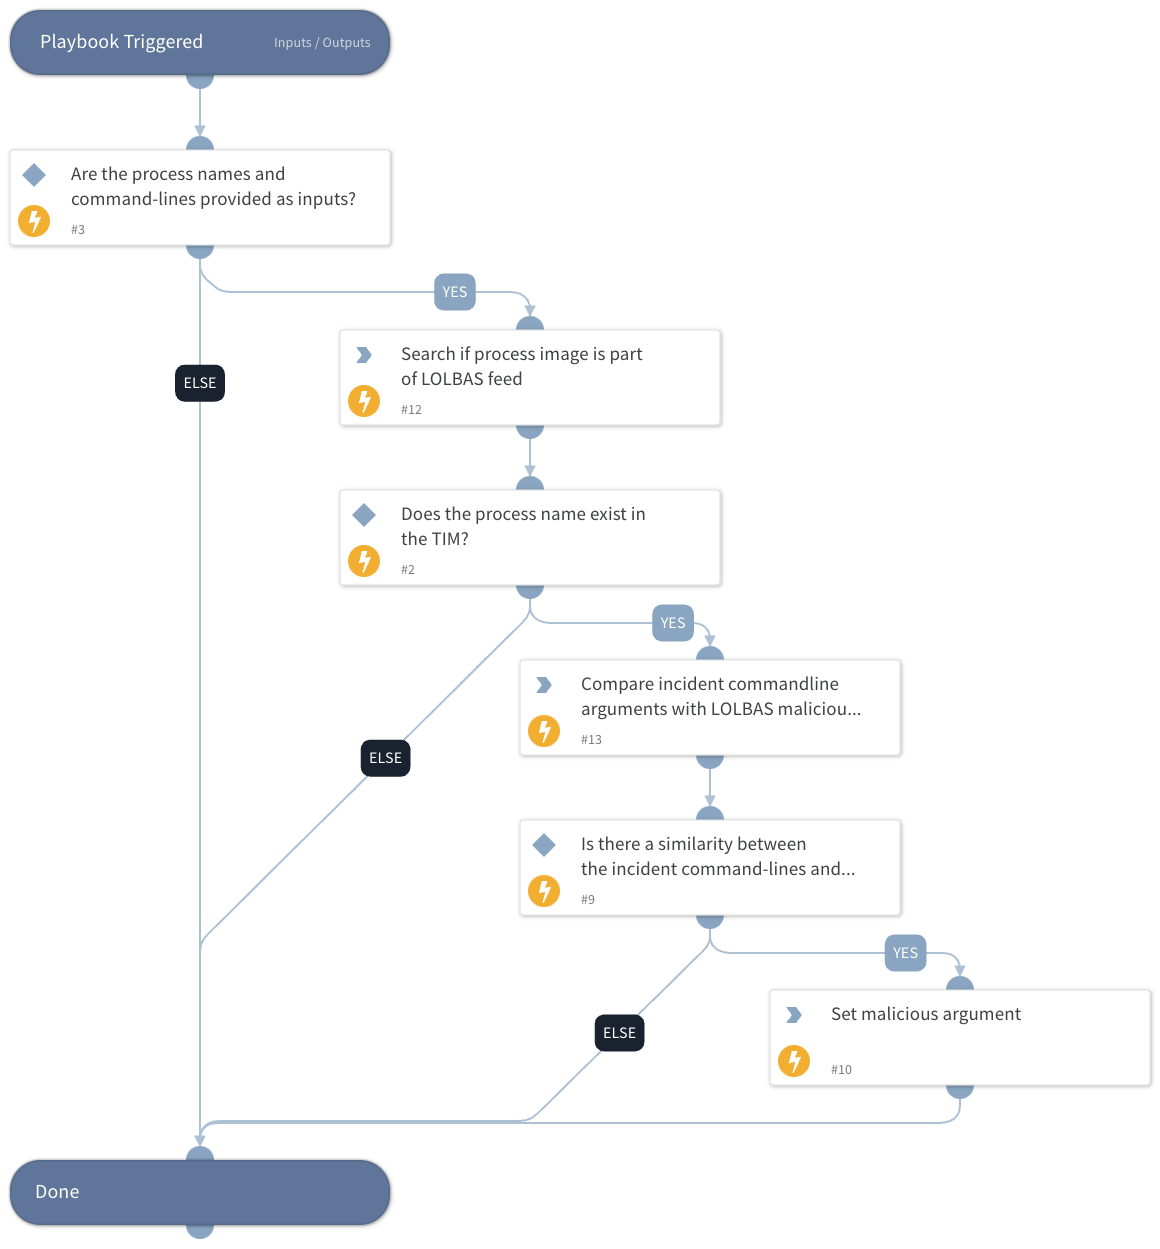 Playbook Triggered
Inputs / Outputs
Are the process names and
command-lines provided as inputs?
#3
YES
Search if process image is part
of LOLBAS feed
#12
ELSE
Does the process name exist in
the TIM?
#2
YES
Compare incident commandline
arguments with LOLBAS maliciou...
#13
ELSE
Is there a similarity between
the incident command-lines and...
#9
YES
Set malicious argument
#10
ELSE
Done